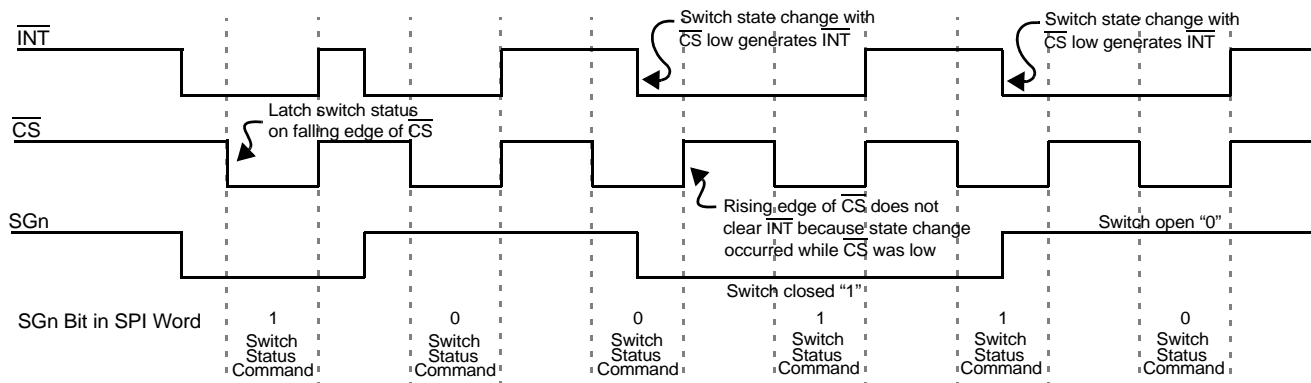 INT
Switch state change with
CS low generates INT
Switch state change with
CS low generates INT
Latch switch status
on falling edge of CS
CS
Rising edge of CS does not
clear INT because state change
occurred while CS was low
SGn
Switch open “0”
Switch closed “1”
SGn Bit in SPI Word
1
Switch
Status
Command
0
Switch
Status
Command
0
Switch
Status
Command
1
Switch
Status
Command
1
Switch
Status
Command
0
Switch
Status
Command